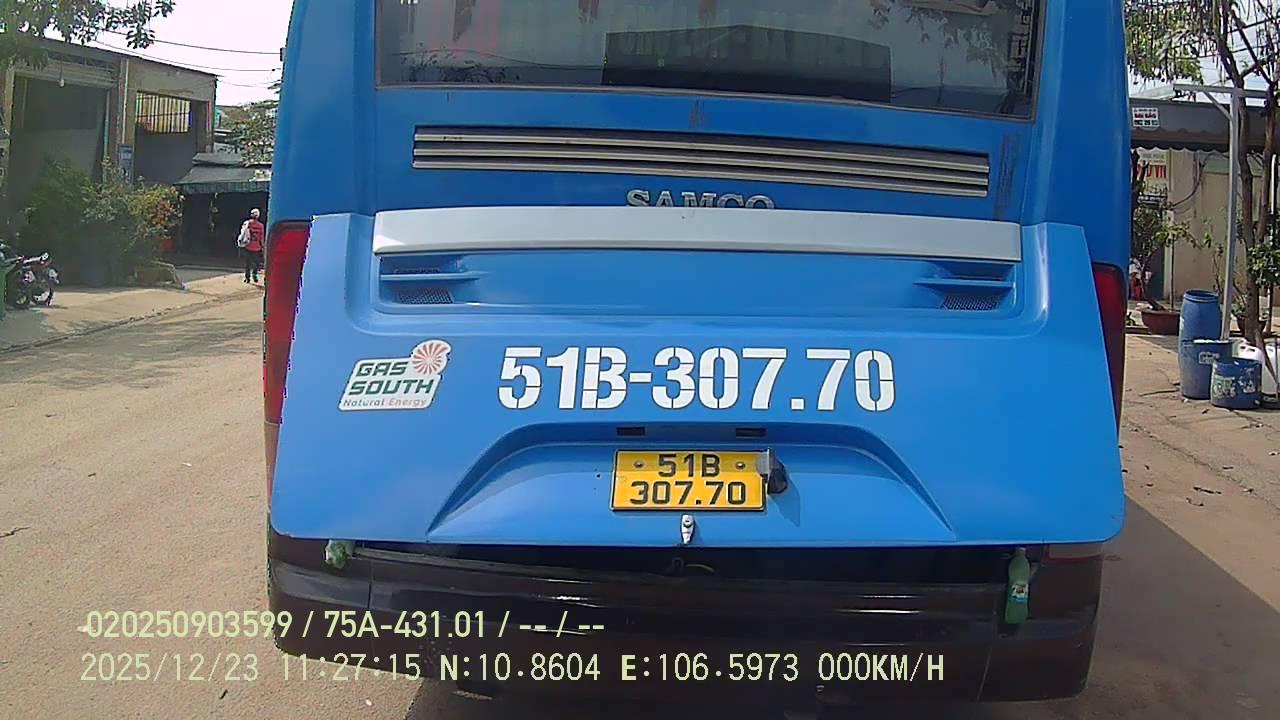 SAMCO
GAS
SOUTH
Natural Energy
51B-307.70
51B
307.70
020250903599 / 75A-431.01 / -- / --
2025/12/23 11:27:15 N:10.8604 E:106.5973 000KM/H